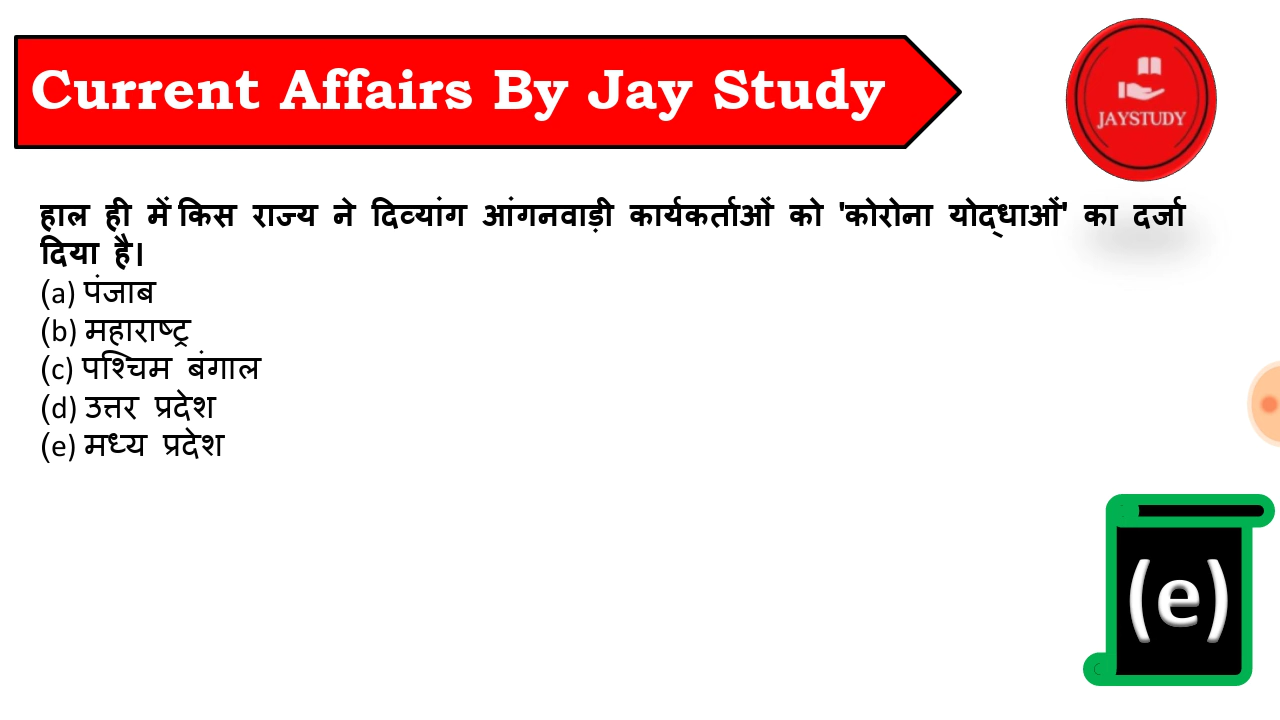 Current Affairs By Jay Study
JAYSTUDY
हाल ही में किस राज्य ने दिव्यांग आंगनवाड़ी कार्यकर्ताओं को 'कोरोना योद्धाओं' का दर्जा
दिया है।
(a) पंजाब
(b) महाराष्ट्र
(c) पश्चिम बंगाल
(d) उत्तर प्रदेश
(e) मध्य प्रदेश
(e)